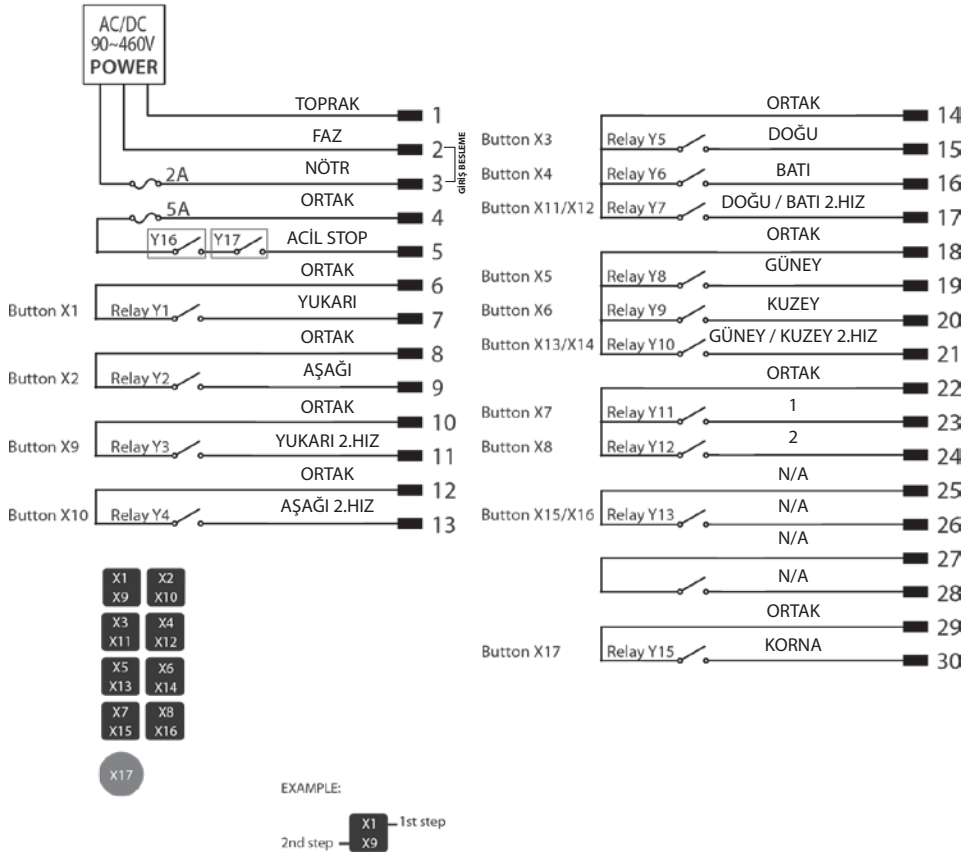 AC/DC
90~460V
POWER
TOPRAK 1
FAZ 2
GİRİŞ BESLEME
2A NÖTR 3
5A ORTAK 4
Y16 Y17 ACİL STOP 5
ORTAK 6
Button X1 Relay Y1 YUKARI 7
ORTAK 8
Button X2 Relay Y2 AŞAĞI 9
ORTAK 10
Button X9 Relay Y3 YUKARI 2.HIZ 11
ORTAK 12
Button X10 Relay Y4 AŞAĞI 2.HIZ 13
ORTAK 14
Button X3 Relay Y5 DOĞU 15
Button X4 Relay Y6 BATI 16
Button X11/X12 Relay Y7 DOĞU / BATI 2.HIZ 17
ORTAK 18
Button X5 Relay Y8 GÜNEY 19
Button X6 Relay Y9 KUZEY 20
Button X13/X14 Relay Y10 GÜNEY / KUZEY 2.HIZ 21
ORTAK 22
Button X7 Relay Y11 1 23
Button X8 Relay Y12 2 24
N/A 25
Button X15/X16 Relay Y13 N/A 26
N/A 27
N/A 28
ORTAK 29
Button X17 Relay Y15 KORNA 30
X1 X2
X9 X10
X3 X4
X11 X12
X5 X6
X13 X14
X7 X8
X15 X16
X17
EXAMPLE:
X1 1st step
2nd step X9